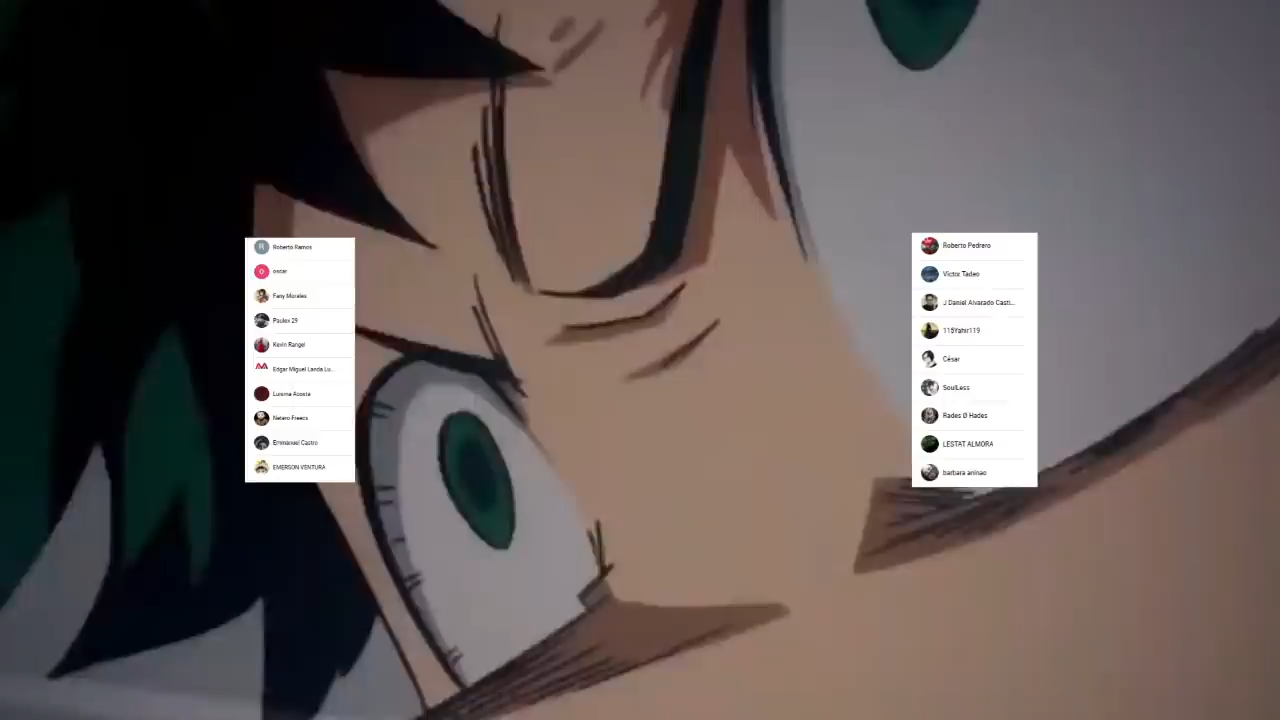 R
Roberto Ramos
O
oscar
Fany Morales
Paulex 29
Kevin Rangel
Edgar Miguel Landa Lu...
Luisma Acosta
Netero Freecs
Emmanuel Castro
EMERSON VENTURA
Roberto Pedrero
Víctor Tadeo
J Daniel Alvarado Casti...
115Yahir119
César
SoulLess
Rades Ø Hades
LESTAT ALMORA
barbara aninao